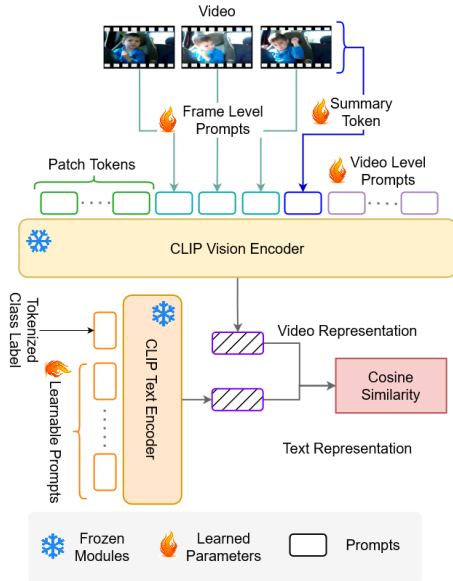 Video
Frame Level
Prompts
Summary
Token
Patch Tokens
Video Level
Prompts
CLIP Vision Encoder
Tokenized
Class Label
Learnable Prompts
CLIP Text Encoder
Video Representation
Cosine
Similarity
Text Representation
Frozen
Modules
Learned
Parameters
Prompts